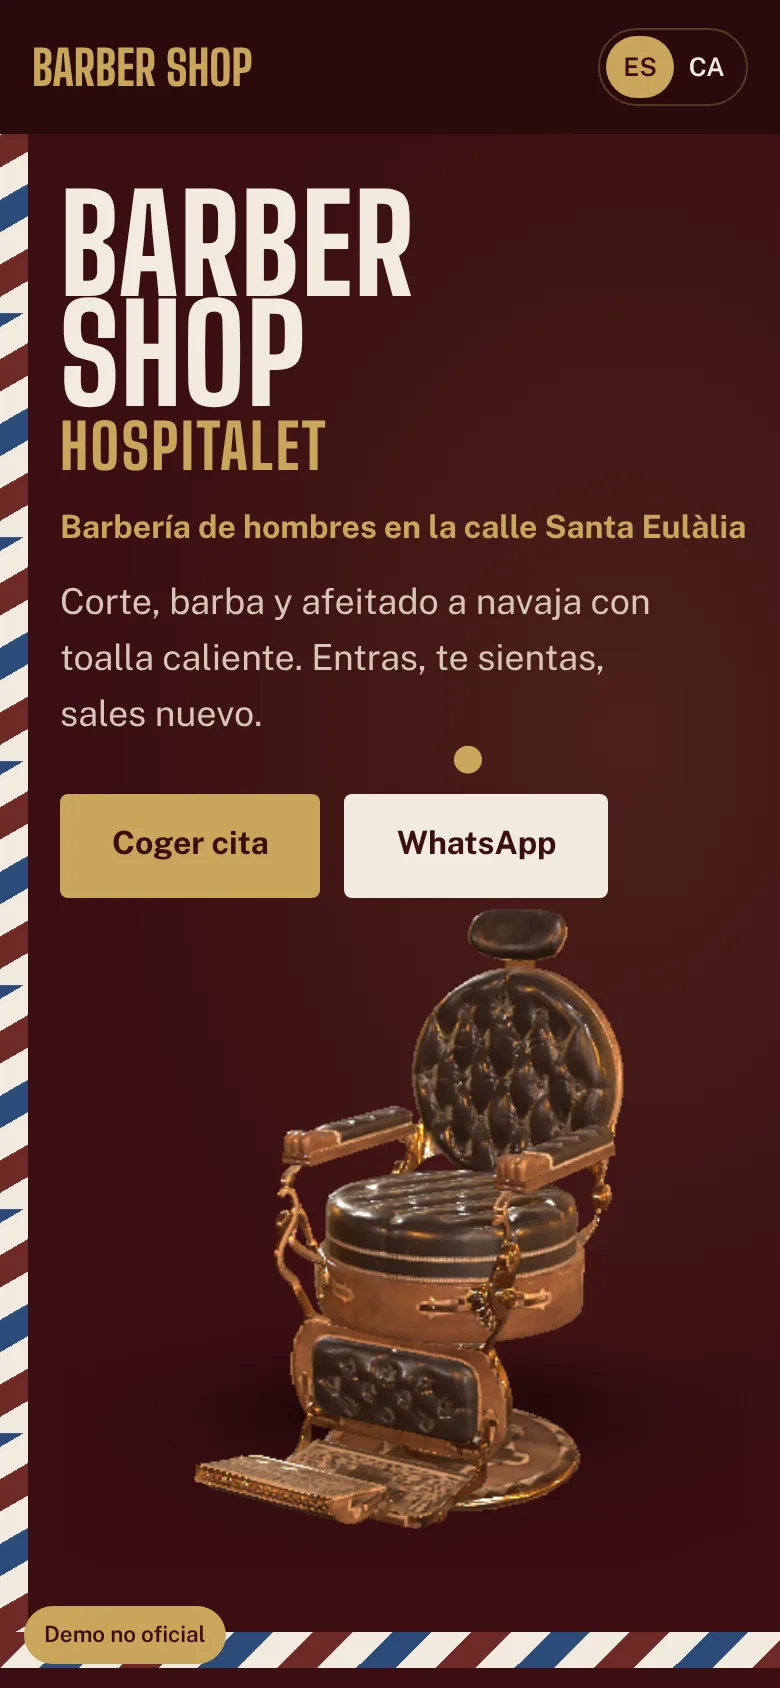 BARBER SHOP
ES CA
BARBER
SHOP
HOSPITALET
Barbería de hombres en la calle Santa Eulàlia
Corte, barba y afeitado a navaja con
toalla caliente. Entras, te sientas,
sales nuevo.
Coger cita
WhatsApp
Demo no oficial